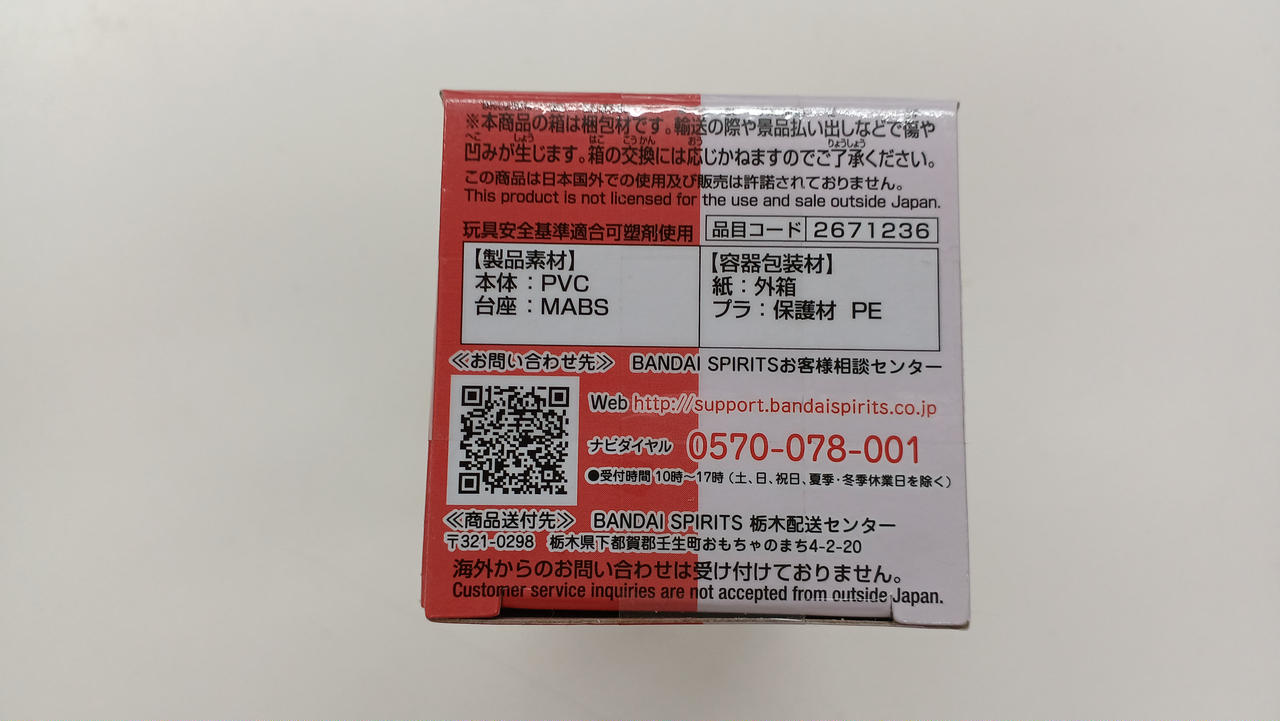 ※本商品の箱は梱包材です。輸送の際や景品払い出しなどで傷や
凹みが生じます。箱の交換には応じかねますのでご了承ください。
この商品は日本国外での使用及び販売は許諾されておりません。
This product is not licensed for the use and sale outside Japan.
玩具安全基準適合可塑剤使用
品目コード 2671236
【製品素材】
本体：PVC
台座：MABS
【容器包装材】
紙：外箱
プラ：保護材 PE
≪お問い合わせ先≫ BANDAI SPIRITSお客様相談センター
Web http://support.bandaispirits.co.jp
ナビダイヤル 0570-078-001
●受付時間 10時〜17時（土、日、祝日、夏季・冬季休業日を除く）
≪商品送付先≫ BANDAI SPIRITS 栃木配送センター
〒321-0298 栃木県下都賀郡壬生町おもちゃのまち4-2-20
海外からのお問い合わせは受け付けておりません。
Customer service inquiries are not accepted from outside Japan.